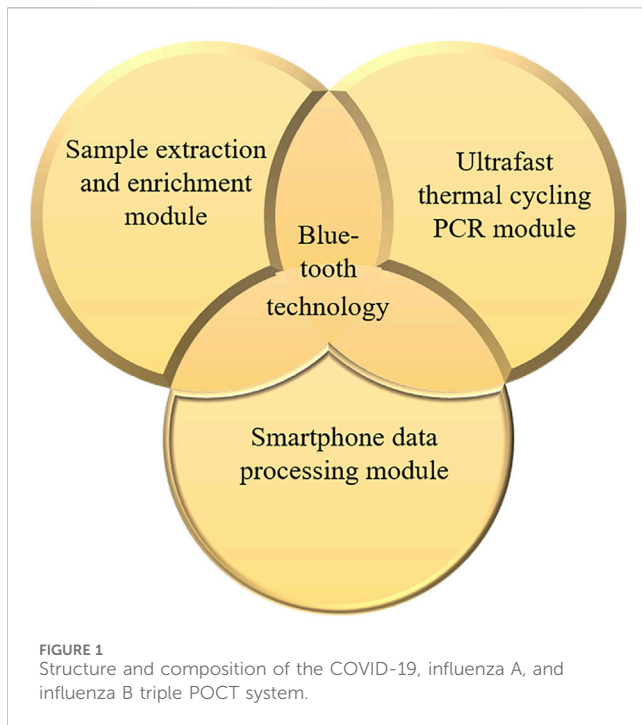 Sample extraction
and enrichment
module
Ultrafast
thermal cycling
PCR module
Blue-
tooth
technology
Smartphone data
processing module
FIGURE 1
Structure and composition of the COVID-19, influenza A, and
influenza B triple POCT system.